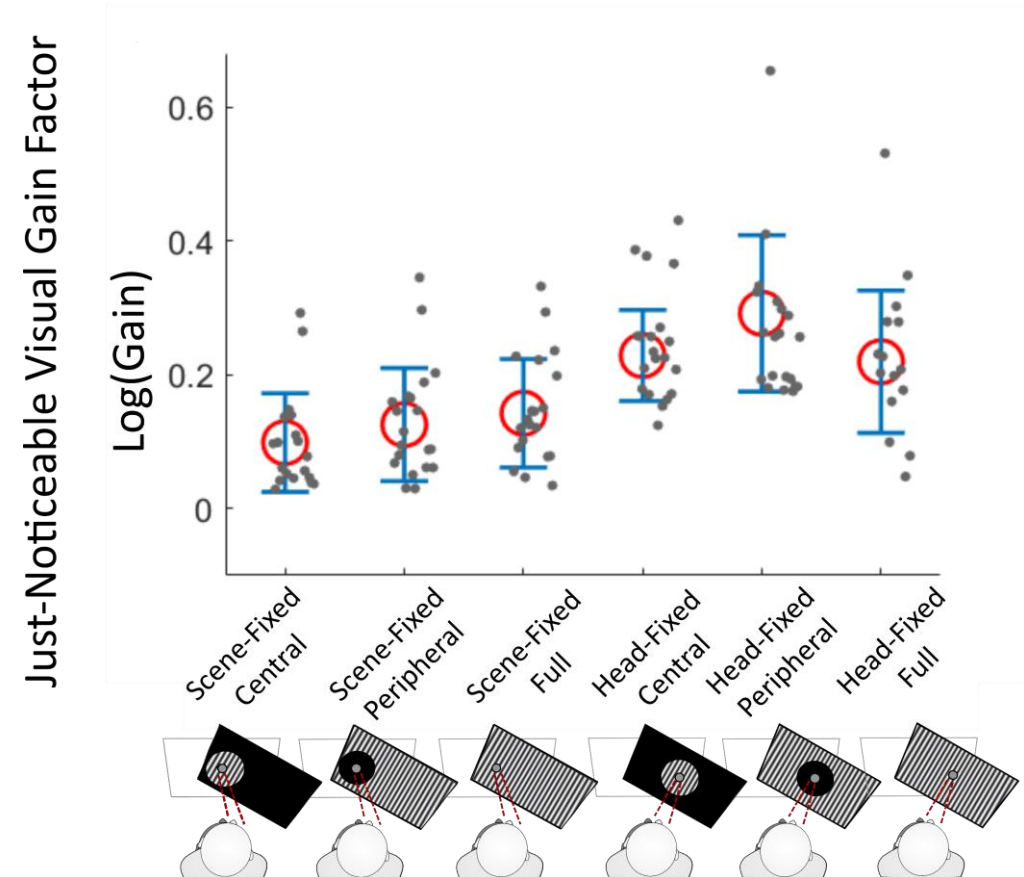 Just-Noticeable Visual Gain Factor
Log(Gain)
0.6
0.4
0.2
0
Scene-Fixed
Central
Scene-Fixed
Peripheral
Scene-Fixed
Full
Head-Fixed
Central
Head-Fixed
Peripheral
Head-Fixed
Full